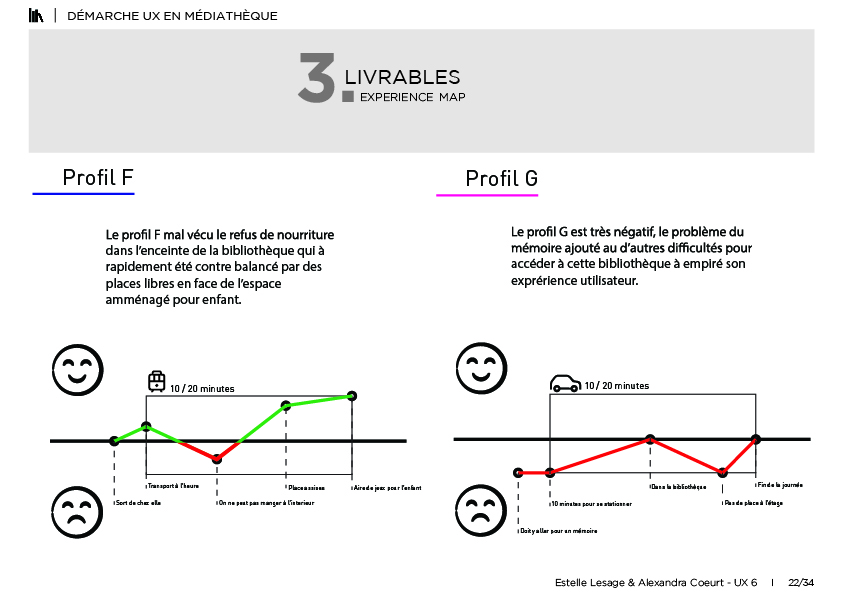 DÉMARCHE UX EN MÉDIATHÈQUE
3.
LIVRABLES
EXPERIENCE MAP
Profil F
Le profil F mal vécu le refus de nourriture
dans l'enceinte de la bibliothèque qui à
rapidement été contre balancé par des
places libres en face de l'espace
amménagé pour enfant.
10 / 20 minutes
Transport à l'heure
Place assises
Aire de jeux pour l'enfant
Sort de chez elle
On ne peut pas manger à l'interieur
Profil G
Le profil G est très négatif, le problème du
mémoire ajouté au d'autres difficultés pour
accéder à cette bibliothèque à empiré son
exprérience utilisateur.
10 / 20 minutes
Dans la bibliothèque
Fin de la journée
10 minutes pour se stationner
Pas de place à l'étage
Doit y aller pour un mémoire
Estelle Lesage & Alexandra Coeurt - UX 6 I 22/34